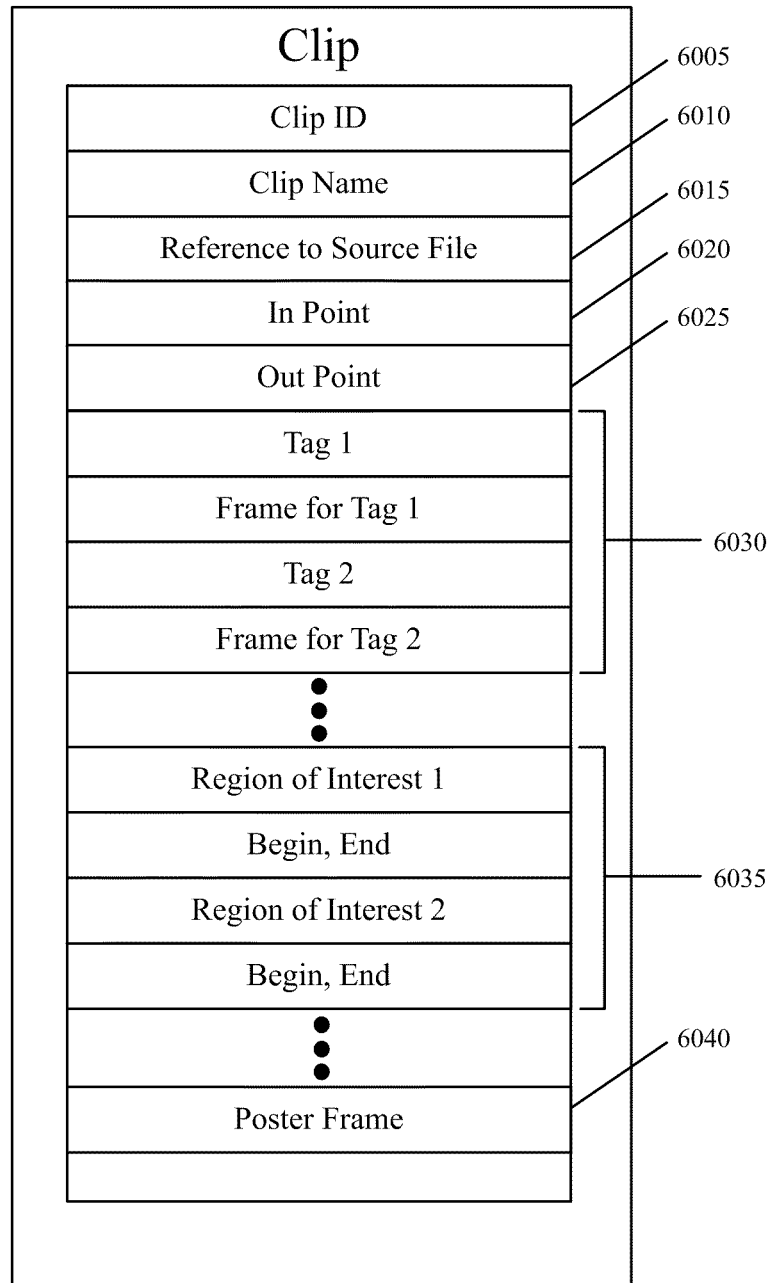 Clip
6005
Clip ID
6010
Clip Name
6015
Reference to Source File
6020
In Point
6025
Out Point
Tag 1
Frame for Tag 1
6030
Tag 2
Frame for Tag 2
Region of Interest 1
Begin, End
6035
Region of Interest 2
Begin, End
6040
Poster Frame